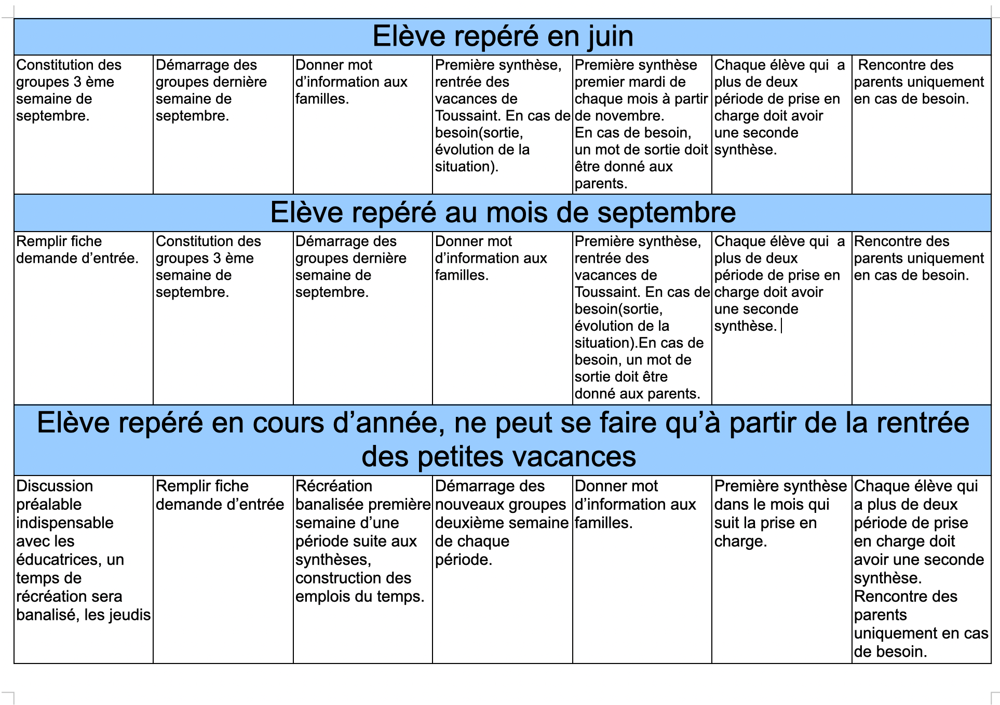 Elève repéré en juin
Constitution des
groupes 3 ème
semaine de
septembre.
Démarrage des
groupes dernière
semaine de
septembre.
Donner mot
d’information aux
familles.
Première synthèse,
rentrée des
vacances de
Toussaint. En cas de
besoin(sortie,
évolution de la
situation).
Première synthèse
premier mardi de
chaque mois à partir
de novembre.
En cas de besoin,
un mot de sortie doit
être donné aux
parents.
Chaque élève qui  a
plus de deux
période de prise en
charge doit avoir
une seconde
synthèse.
Rencontre des
parents uniquement
en cas de besoin.
Elève repéré au mois de septembre
Remplir fiche
demande d’entrée.
Constitution des
groupes 3 ème
semaine de
septembre.
Démarrage des
groupes dernière
semaine de
septembre.
Donner mot
d’information aux
familles.
Première synthèse,
rentrée des
vacances de
Toussaint. En cas de
besoin(sortie,
évolution de la
situation).En cas de
besoin, un mot de
sortie doit être
donné aux parents.
Chaque élève qui  a
plus de deux
période de prise en
charge doit avoir
une seconde
synthèse.
Rencontre des
parents uniquement
en cas de besoin.
Elève repéré en cours d’année, ne peut se faire qu’à partir de la rentrée
des petites vacances
Discussion
préalable
indispensable
avec les
éducatrices, un
temps de
récréation sera
banalisé, les jeudis
Remplir fiche
demande d’entrée
Récréation
banalisée première
semaine d’une
période suite aux
synthèses,
construction des
emplois du temps.
Démarrage des
nouveaux groupes
deuxième semaine
de chaque
période.
Donner mot
d’information aux
familles.
Première synthèse
dans le mois qui
suit la prise en
charge.
Chaque élève qui
a plus de deux
période de prise
en charge doit
avoir une seconde
synthèse.
Rencontre des
parents
uniquement en cas
de besoin.